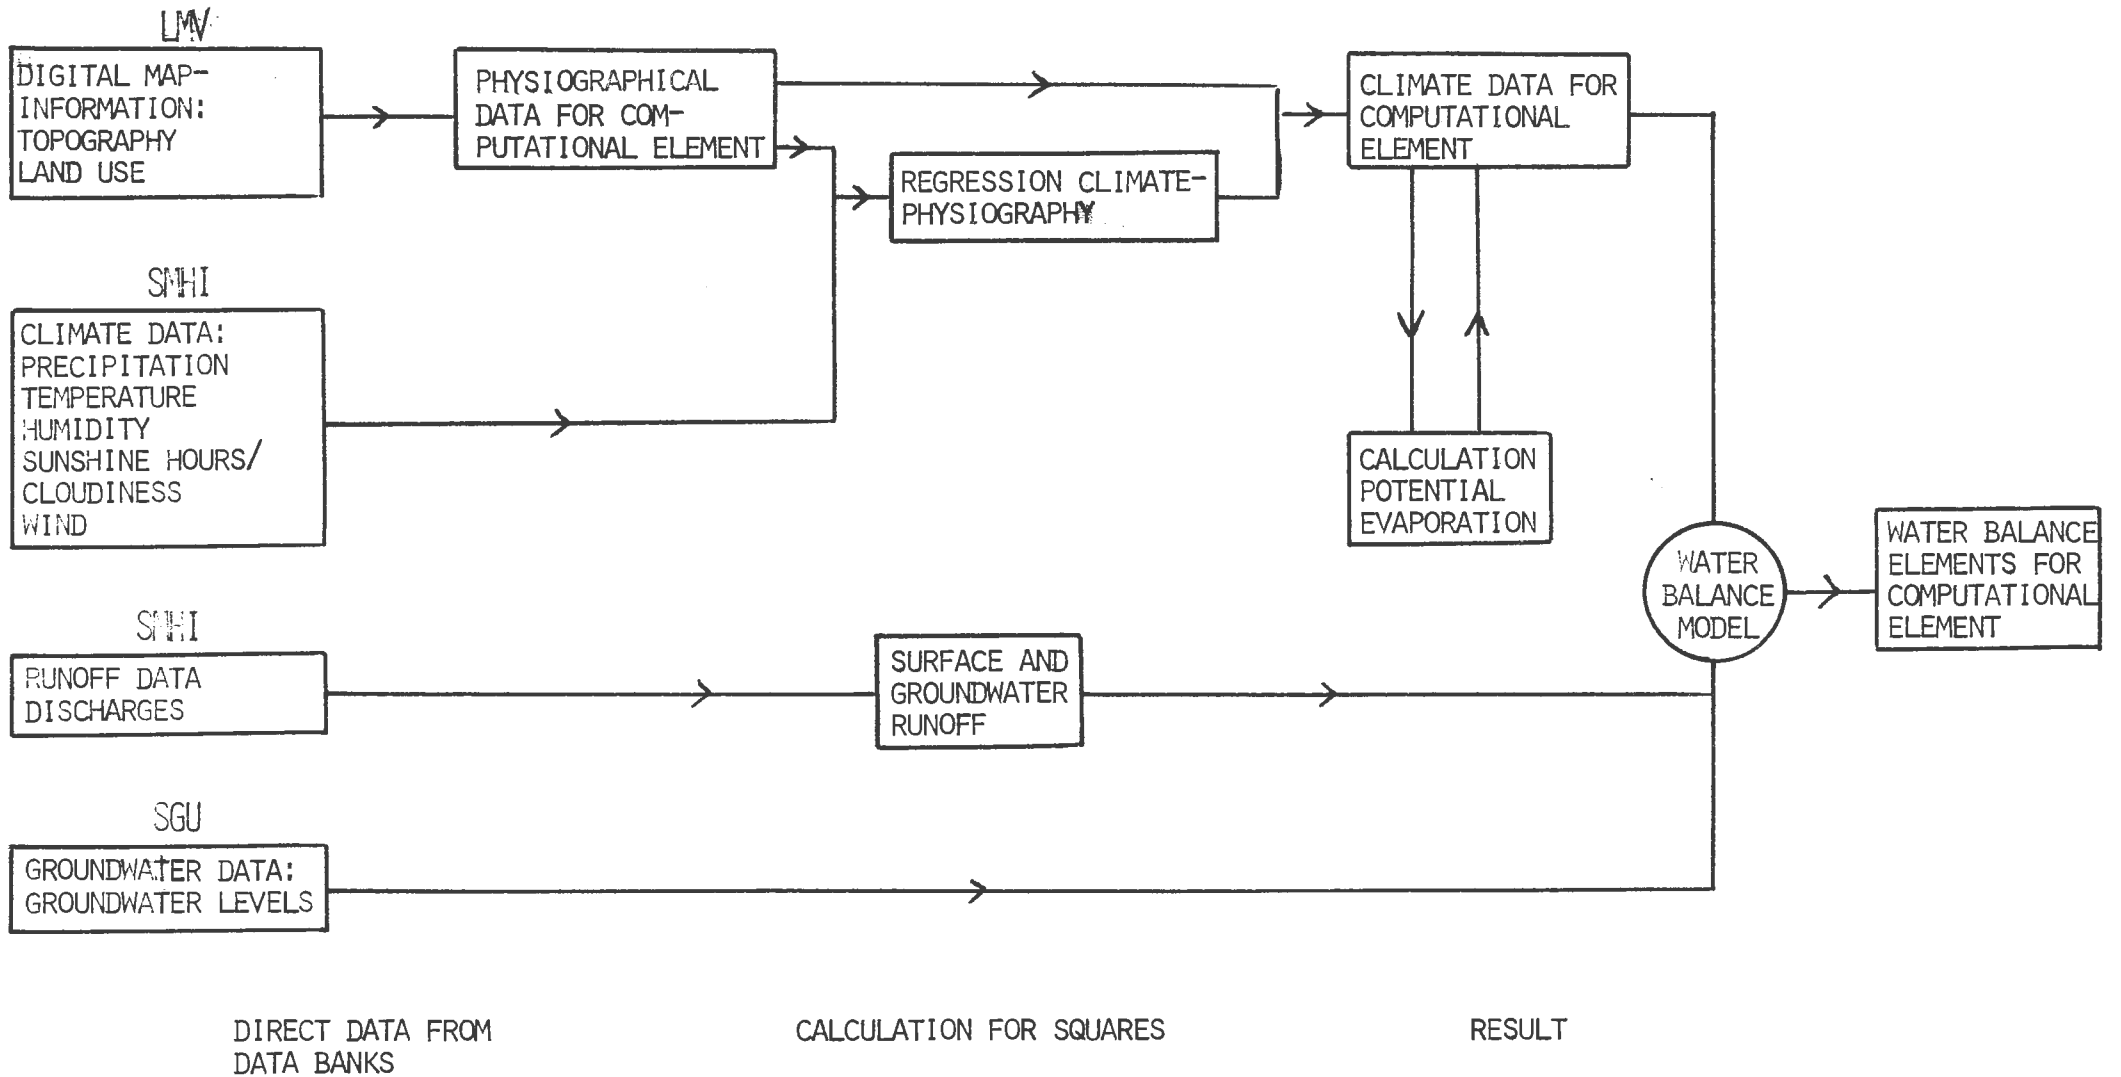 LMV
DIGITAL MAP-
INFORMATION:
TOPOGRAPHY
LAND USE
PHYSIOGRAPHICAL
DATA FOR COM-
PUTATIONAL ELEMENT
REGRESSION CLIMATE-
PHYSIOGRAPHY
CLIMATE DATA FOR
COMPUTATIONAL
ELEMENT
SMHI
CLIMATE DATA:
PRECIPITATION
TEMPERATURE
HUMIDITY
SUNSHINE HOURS/
CLOUDINESS
WIND
CALCULATION
POTENTIAL
EVAPORATION
WATER
BALANCE
MODEL
WATER BALANCE
ELEMENTS FOR
COMPUTATIONAL
ELEMENT
SMHI
RUNOFF DATA
DISCHARGES
SURFACE AND
GROUNDWATER
RUNOFF
SGU
GROUNDWATER DATA:
GROUNDWATER LEVELS
DIRECT DATA FROM
DATA BANKS
CALCULATION FOR SQUARES
RESULT